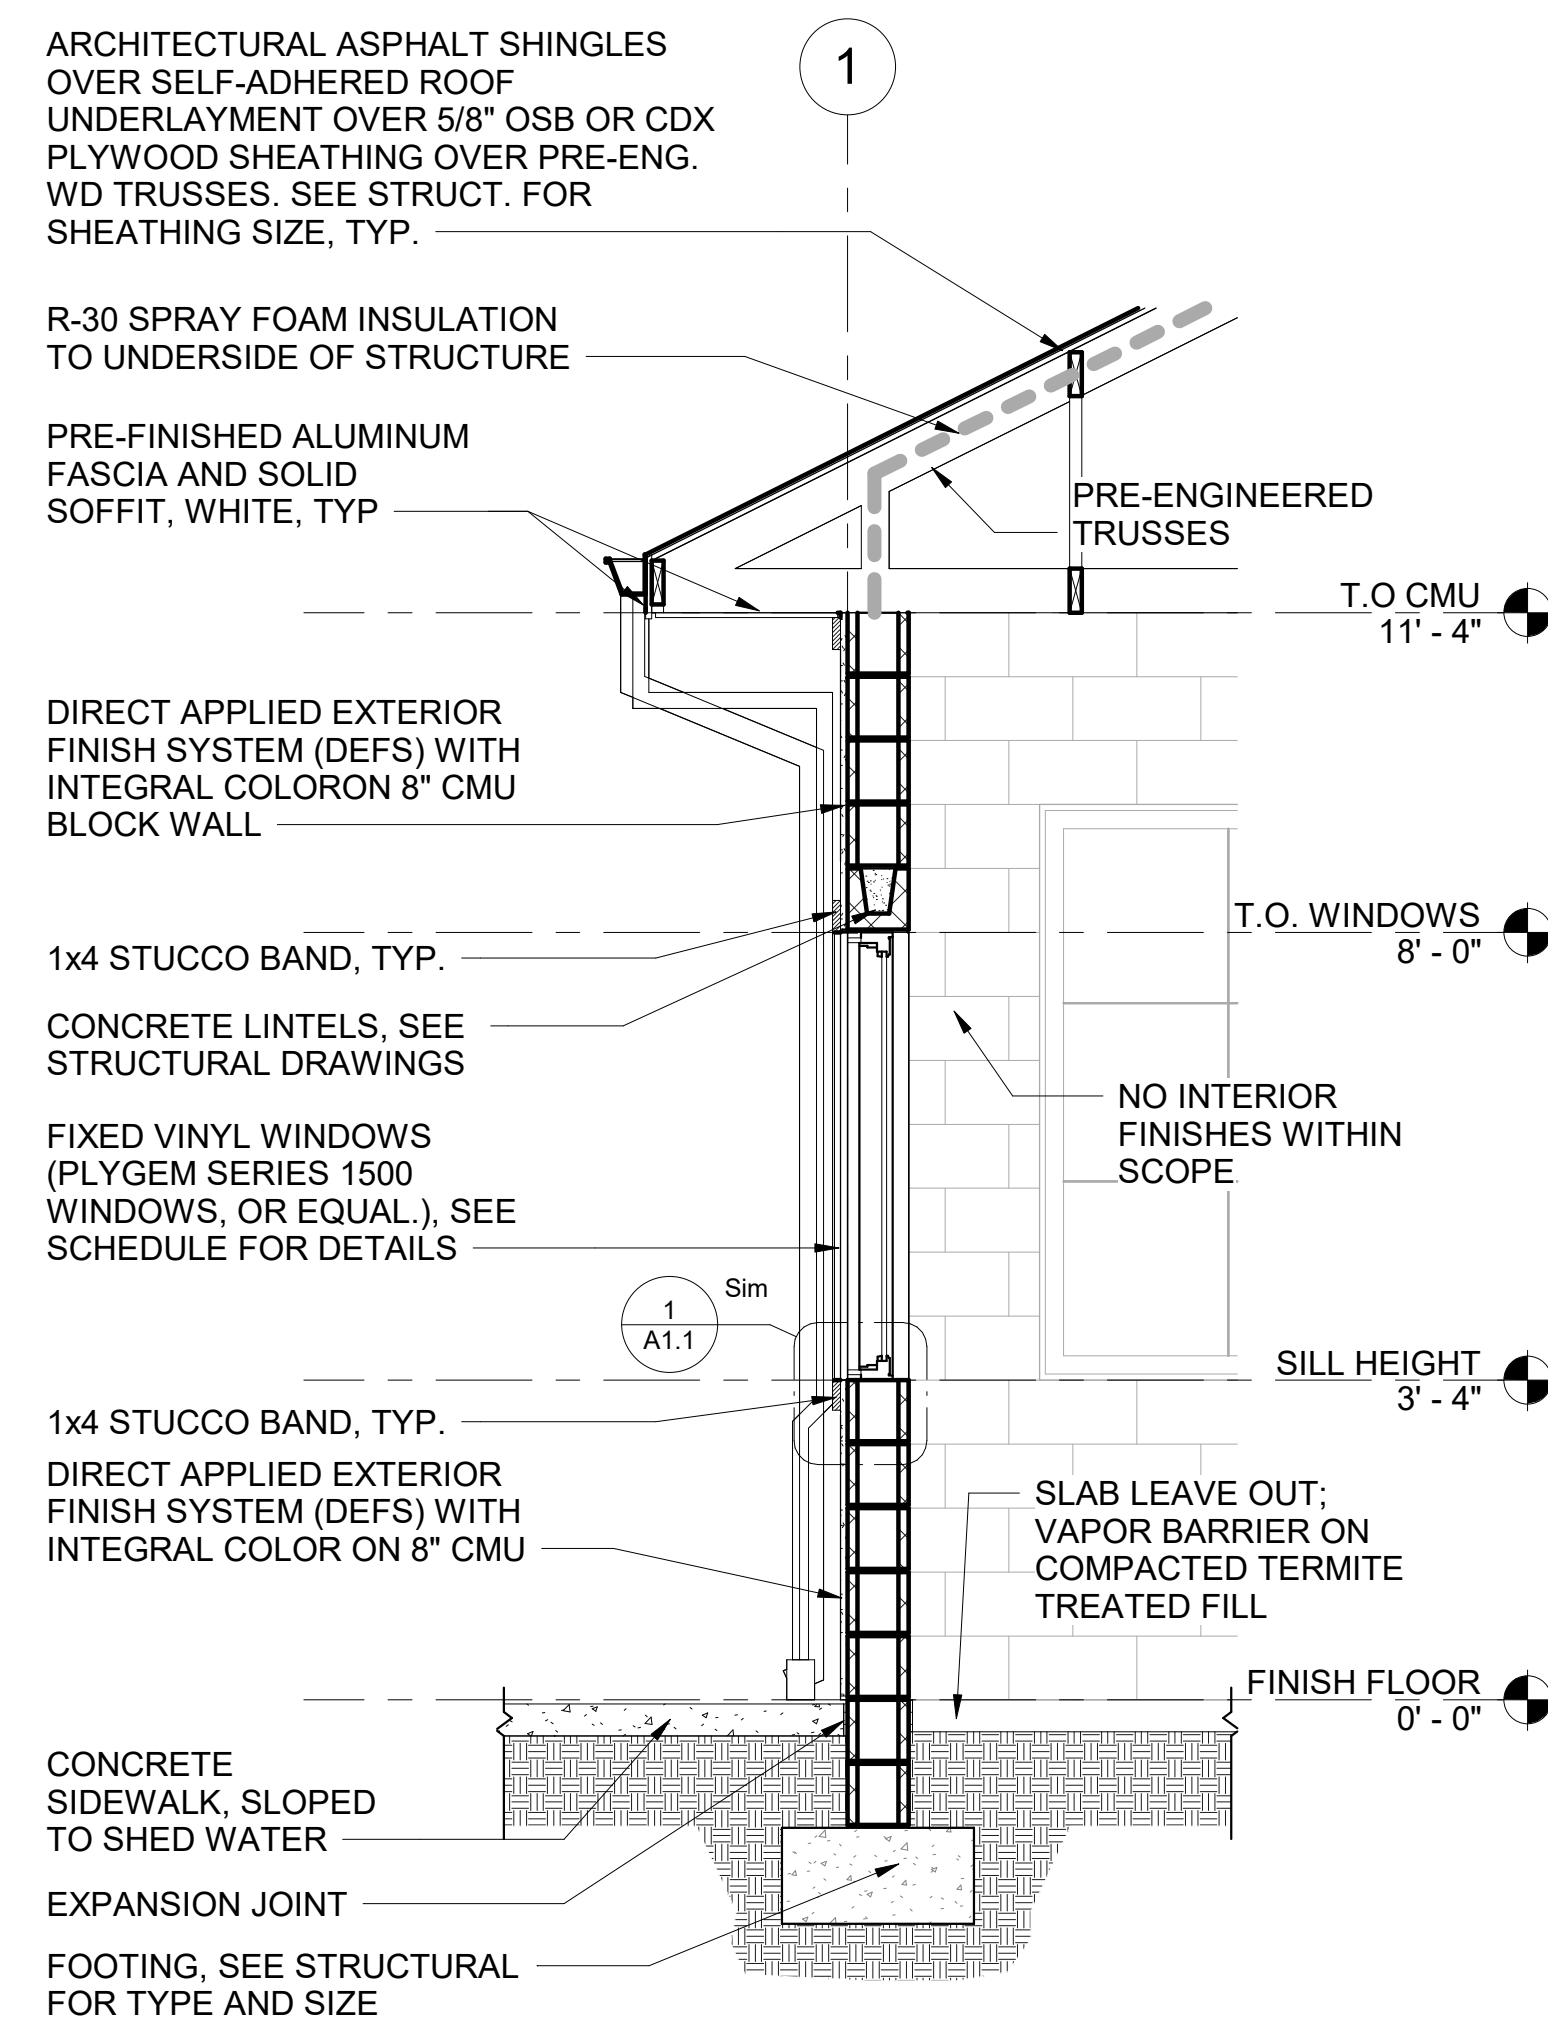 ARCHITECTURAL ASPHALT SHINGLES
OVER SELF-ADHERED ROOF
UNDERLAYMENT OVER 5/8" OSB OR CDX
PLYWOOD SHEATHING OVER PRE-ENG.
WD TRUSSES. SEE STRUCT. FOR
SHEATHING SIZE, TYP.
1
R-30 SPRAY FOAM INSULATION
TO UNDERSIDE OF STRUCTURE
PRE-FINISHED ALUMINUM
FASCIA AND SOLID
SOFFIT, WHITE, TYP
PRE-ENGINEERED
TRUSSES
T.O CMU
11' - 4"
DIRECT APPLIED EXTERIOR
FINISH SYSTEM (DEFS) WITH
INTEGRAL COLORON 8" CMU
BLOCK WALL
T.O. WINDOWS
8' - 0"
1x4 STUCCO BAND, TYP.
CONCRETE LINTELS, SEE
STRUCTURAL DRAWINGS
NO INTERIOR
FINISHES WITHIN
SCOPE
FIXED VINYL WINDOWS
(PLYGEM SERIES 1500
WINDOWS, OR EQUAL.), SEE
SCHEDULE FOR DETAILS
1
A1.1
Sim
SILL HEIGHT
3' - 4"
1x4 STUCCO BAND, TYP.
DIRECT APPLIED EXTERIOR
FINISH SYSTEM (DEFS) WITH
INTEGRAL COLOR ON 8" CMU
SLAB LEAVE OUT;
VAPOR BARRIER ON
COMPACTED TERMITE
TREATED FILL
FINISH FLOOR
0' - 0"
CONCRETE
SIDEWALK, SLOPED
TO SHED WATER
EXPANSION JOINT
FOOTING, SEE STRUCTURAL
FOR TYPE AND SIZE